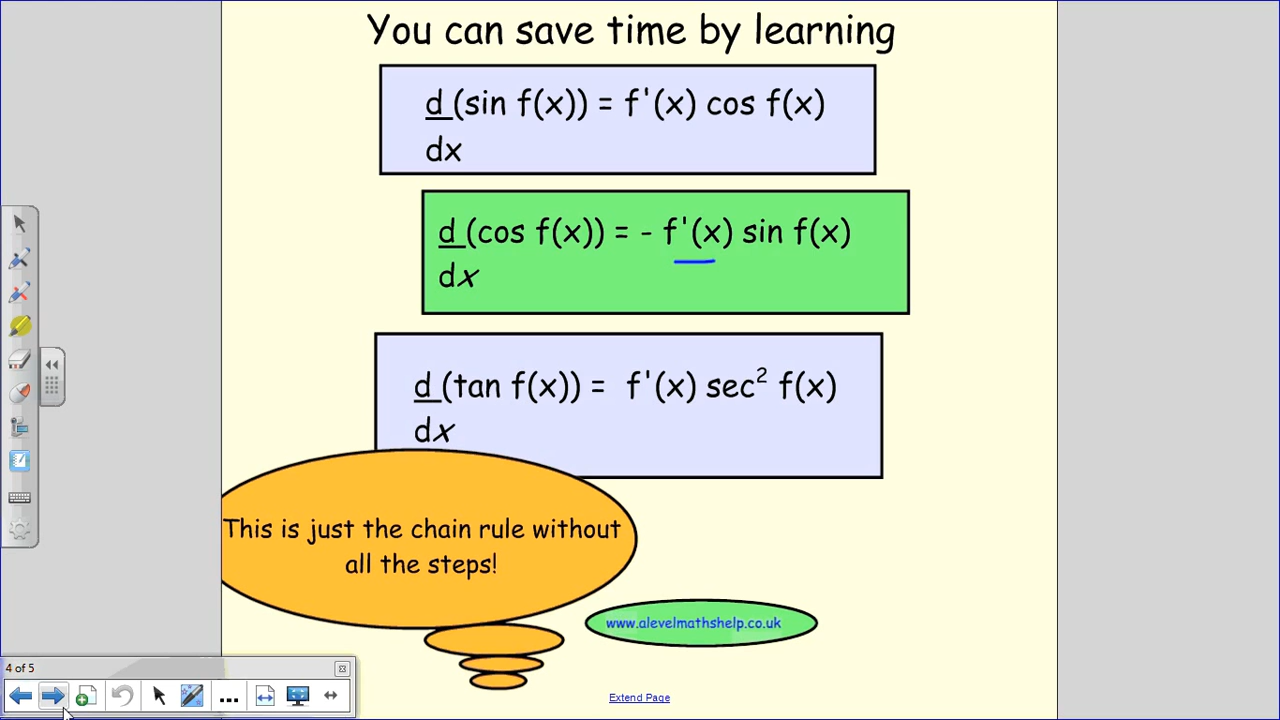 You can save time by learning
d (sin f(x)) = f'(x) cos f(x)
dx
d (cos f(x)) = - f'(x) sin f(x)
dx
d (tan f(x)) = f'(x) sec² f(x)
dx
This is just the chain rule without
all the steps!
www.alevelmathshelp.co.uk
4 of 5
Extend Page